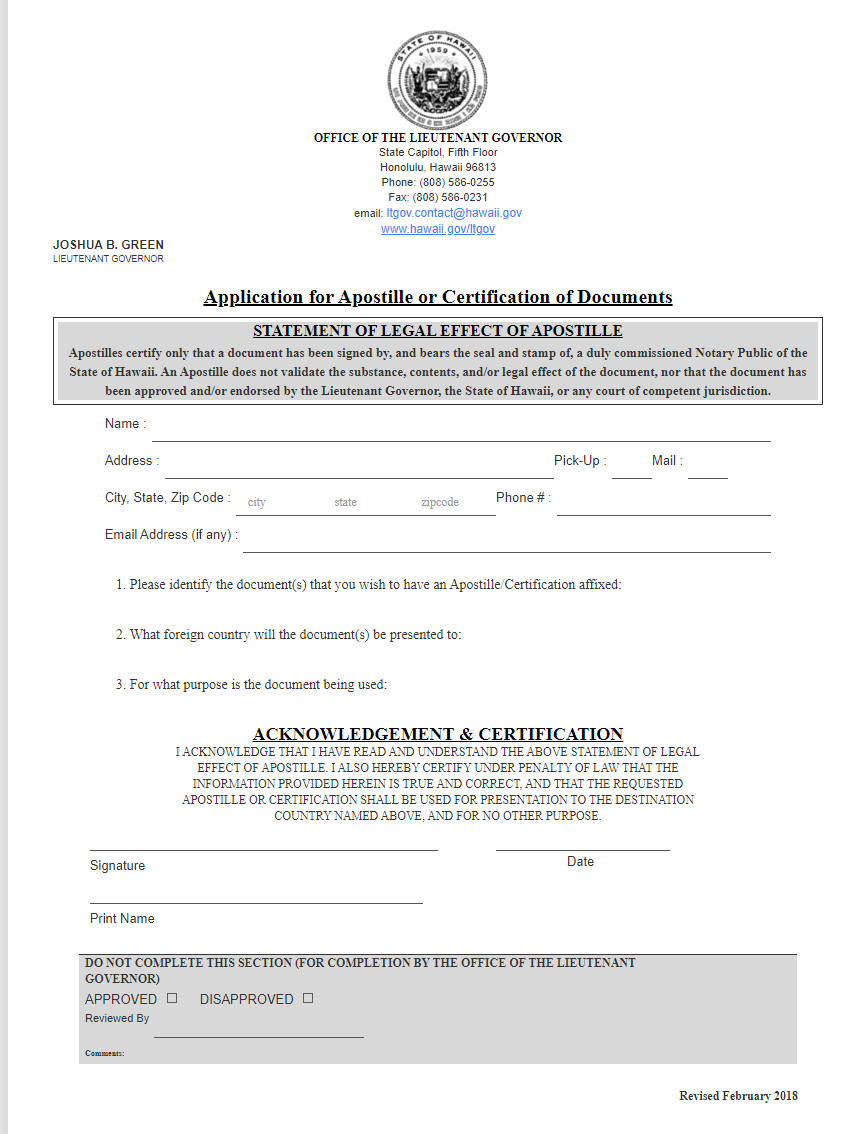 STATE OF HAWAII
1959
OFFICE OF THE LIEUTENANT GOVERNOR
State Capitol, Fifth Floor
Honolulu, Hawaii 96813
Phone: (808) 586-0255
Fax: (808) 586-0231
email: ltgov.contact@hawaii.gov
www.hawaii.gov/ltgov
JOSHUA B. GREEN
LIEUTENANT GOVERNOR
Application for Apostille or Certification of Documents
STATEMENT OF LEGAL EFFECT OF APOSTILLE
Apostilles certify only that a document has been signed by, and bears the seal and stamp of, a duly commissioned Notary Public of the
State of Hawaii. An Apostille does not validate the substance, contents, and/or legal effect of the document, nor that the document has
been approved and/or endorsed by the Lieutenant Governor, the State of Hawaii, or any court of competent jurisdiction.
Name :
Address : Pick-Up : Mail :
City, State, Zip Code : city state zipcode Phone # :
Email Address (if any) :
1. Please identify the document(s) that you wish to have an Apostille/Certification affixed:
2. What foreign country will the document(s) be presented to:
3. For what purpose is the document being used:
ACKNOWLEDGEMENT & CERTIFICATION
I ACKNOWLEDGE THAT I HAVE READ AND UNDERSTAND THE ABOVE STATEMENT OF LEGAL
EFFECT OF APOSTILLE. I ALSO HEREBY CERTIFY UNDER PENALTY OF LAW THAT THE
INFORMATION PROVIDED HEREIN IS TRUE AND CORRECT, AND THAT THE REQUESTED
APOSTILLE OR CERTIFICATION SHALL BE USED FOR PRESENTATION TO THE DESTINATION
COUNTRY NAMED ABOVE, AND FOR NO OTHER PURPOSE.
Signature Date
Print Name
DO NOT COMPLETE THIS SECTION (FOR COMPLETION BY THE OFFICE OF THE LIEUTENANT
GOVERNOR)
APPROVED ☐ DISAPPROVED ☐
Reviewed By
Comments:
Revised February 2018